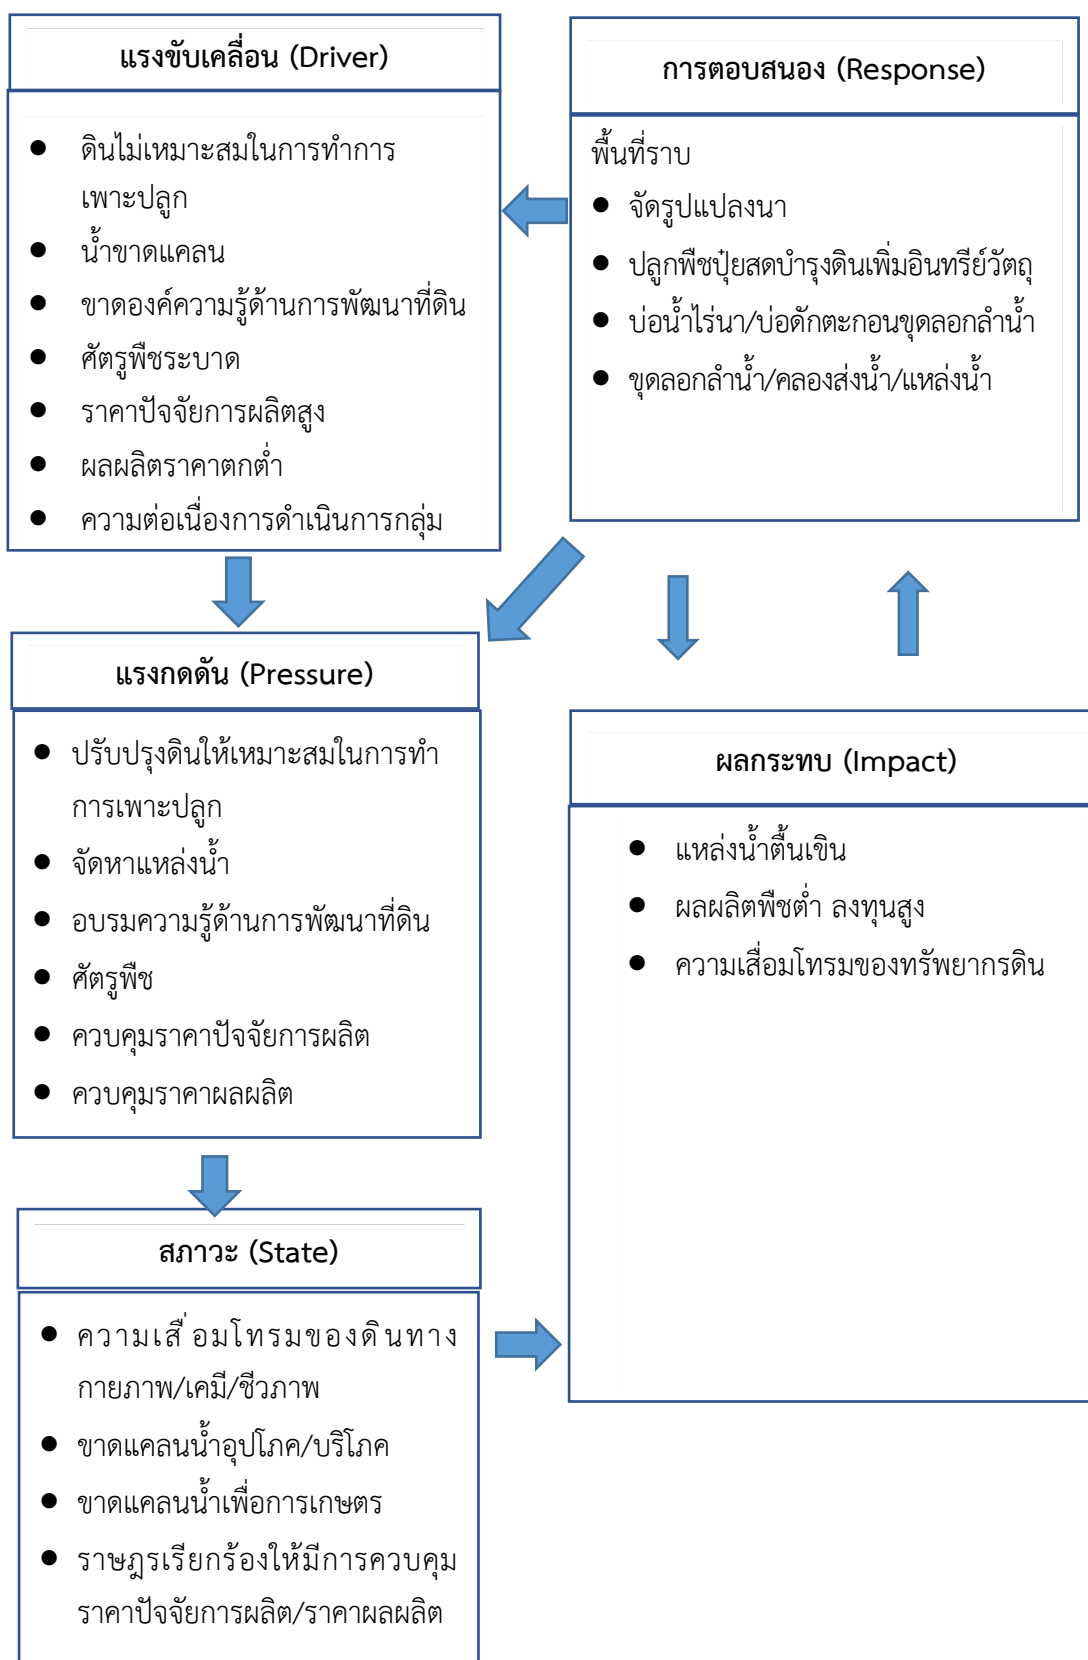 แรงขับเคลื่อน (Driver)
● ดินไม่เหมาะสมในการทำการ
เพาะปลูก
● น้ำขาดแคลน
● ขาดองค์ความรู้ด้านการพัฒนาที่ดิน
● ศัตรูพืชระบาด
● ราคาปัจจัยการผลิตสูง
● ผลผลิตราคาตกต่ำ
● ความต่อเนื่องการดำเนินการกลุ่ม
การตอบสนอง (Response)
พื้นที่ราบ
● จัดรูปแปลงนา
● ปลูกพืชปุ๋ยสดบำรุงดินเพิ่มอินทรีย์วัตถุ
● บ่อน้ำไร่นา/บ่อดักตะกอนขุดลอกลำน้ำ
● ขุดลอกลำน้ำ/คลองส่งน้ำ/แหล่งน้ำ
แรงกดดัน (Pressure)
● ปรับปรุงดินให้เหมาะสมในการทำ
การเพาะปลูก
● จัดหาแหล่งน้ำ
● อบรมความรู้ด้านการพัฒนาที่ดิน
● ศัตรูพืช
● ควบคุมราคาปัจจัยการผลิต
● ควบคุมราคาผลผลิต
ผลกระทบ (Impact)
● แหล่งน้ำตื้นเขิน
● ผลผลิตพืชต่ำ ลงทุนสูง
● ความเสื่อมโทรมของทรัพยากรดิน
สภาวะ (State)
● ความเสื่อมโทรมของดินทาง
กายภาพ/เคมี/ชีวภาพ
● ขาดแคลนน้ำอุปโภค/บริโภค
● ขาดแคลนน้ำเพื่อการเกษตร
● ราษฎรเรียกร้องให้มีการควบคุม
ราคาปัจจัยการผลิต/ราคาผลผลิต